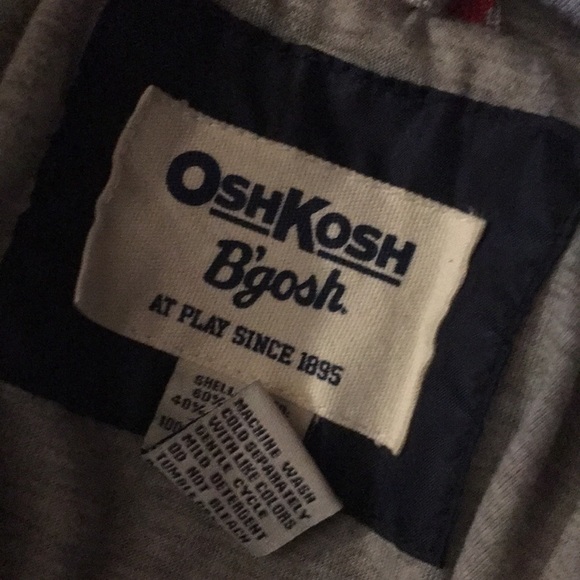 OSHKOSH
B'gosh
AT PLAY SINCE 1895
SHELL
60%
40%
100
MACHINE WASH
COLD SEPARATELY
WITH LIKE COLORS
GENTLE CYCLE
MILD DETERGENT
DO NOT BLEACH
TUMBLE